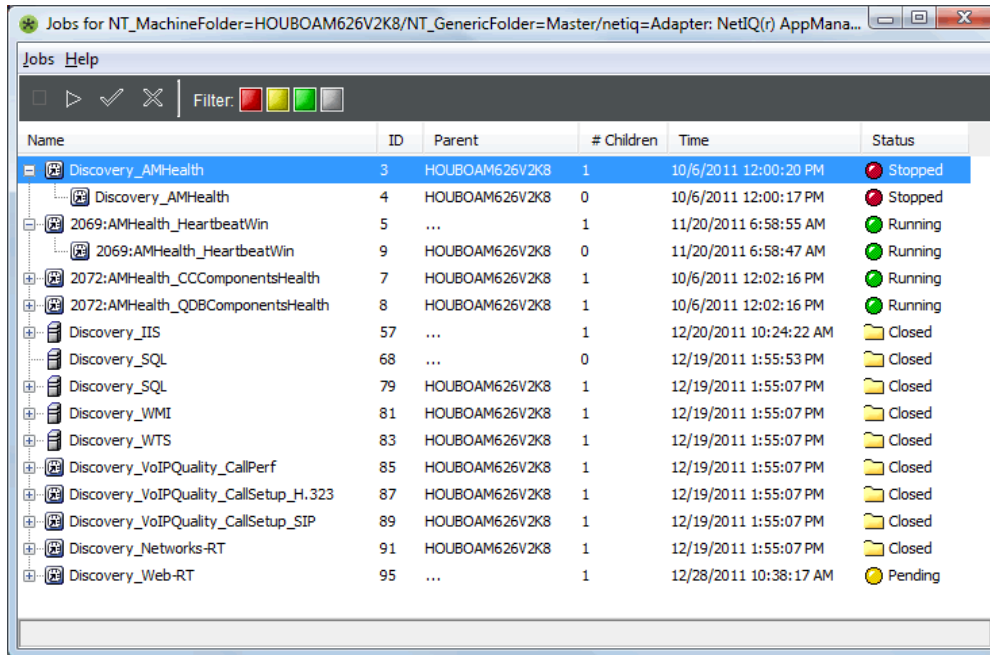 Jobs for NT_MachineFolder=HOUBOAM626V2K8/NT_GenericFolder=Master/netiq=Adapter: NetIQ(r) AppMana...
Jobs Help
Filter:
Name ID Parent # Children Time Status
Discovery_AMHealth 3 HOUBOAM626V2K8 1 10/6/2011 12:00:20 PM Stopped
Discovery_AMHealth 4 HOUBOAM626V2K8 0 10/6/2011 12:00:17 PM Stopped
2069:AMHealth_HeartbeatWin 5 ... 1 11/20/2011 6:58:55 AM Running
2069:AMHealth_HeartbeatWin 9 ... 0 11/20/2011 6:58:47 AM Running
2072:AMHealth_CCComponentsHealth 7 HOUBOAM626V2K8 1 10/6/2011 12:02:16 PM Running
2072:AMHealth_QDBComponentsHealth 8 HOUBOAM626V2K8 1 10/6/2011 12:02:16 PM Running
Discovery_IIS 57 ... 1 12/20/2011 10:24:22 AM Closed
Discovery_SQL 68 ... 0 12/19/2011 1:55:53 PM Closed
Discovery_SQL 79 HOUBOAM626V2K8 1 12/19/2011 1:55:07 PM Closed
Discovery_WMI 81 HOUBOAM626V2K8 1 12/19/2011 1:55:07 PM Closed
Discovery_WTS 83 HOUBOAM626V2K8 1 12/19/2011 1:55:07 PM Closed
Discovery_VoIPQuality_CallPerf 85 HOUBOAM626V2K8 1 12/19/2011 1:55:07 PM Closed
Discovery_VoIPQuality_CallSetup_H.323 87 HOUBOAM626V2K8 1 12/19/2011 1:55:07 PM Closed
Discovery_VoIPQuality_CallSetup_SIP 89 HOUBOAM626V2K8 1 12/19/2011 1:55:07 PM Closed
Discovery_Networks-RT 91 HOUBOAM626V2K8 1 12/19/2011 1:55:07 PM Closed
Discovery_Web-RT 95 ... 1 12/28/2011 10:38:17 AM Pending